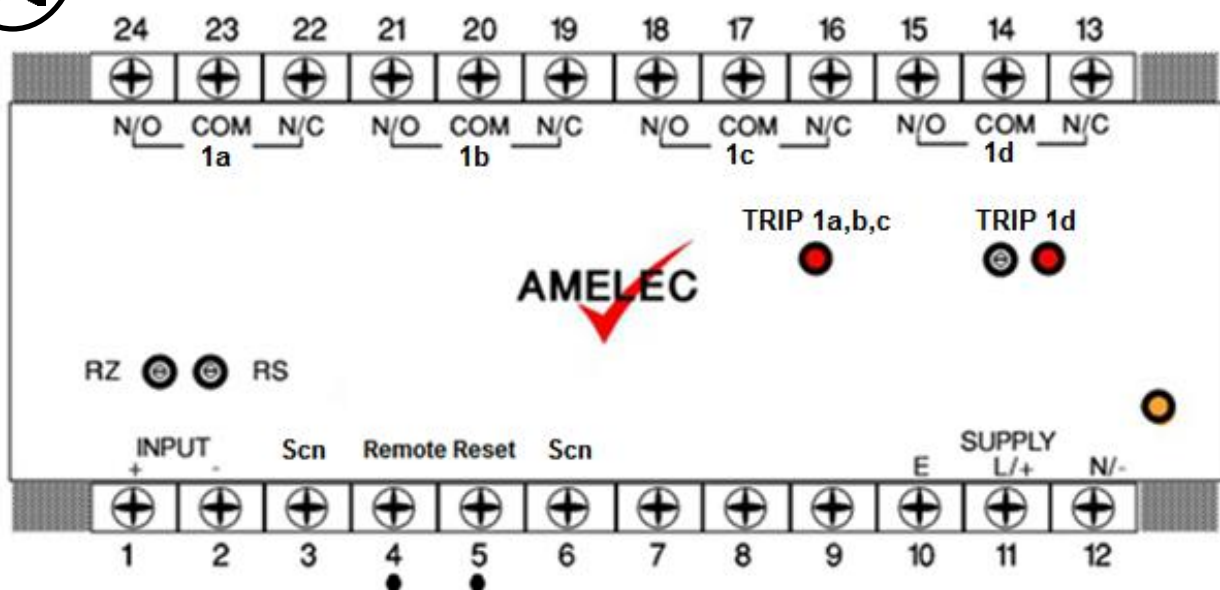 24 23 22 21 20 19 18 17 16 15 14 13
N/O COM N/C N/O COM N/C N/O COM N/C N/O COM N/C
1a 1b 1c 1d
TRIP 1a,b,c TRIP 1d
AMELEC
RZ RS
INPUT Scn Remote Reset Scn SUPPLY
+ - E L/+ N/-
1 2 3 4 5 6 7 8 9 10 11 12